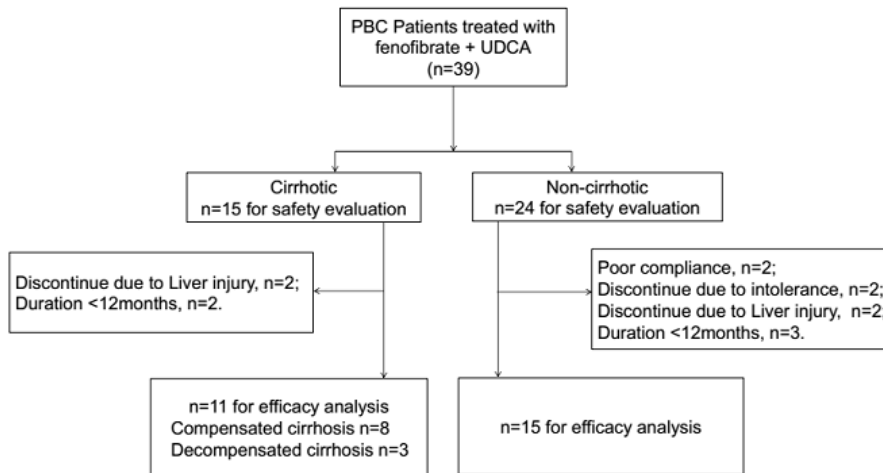 PBC Patients treated with
fenofibrate + UDCA
(n=39)
Cirrhotic
n=15 for safety evaluation
Non-cirrhotic
n=24 for safety evaluation
Discontinue due to Liver injury, n=2;
Duration <12months, n=2.
Poor compliance, n=2;
Discontinue due to intolerance, n=2;
Discontinue due to Liver injury,  n=2;
Duration <12months, n=3.
n=11 for efficacy analysis
Compensated cirrhosis n=8
Decompensated cirrhosis n=3
n=15 for efficacy analysis